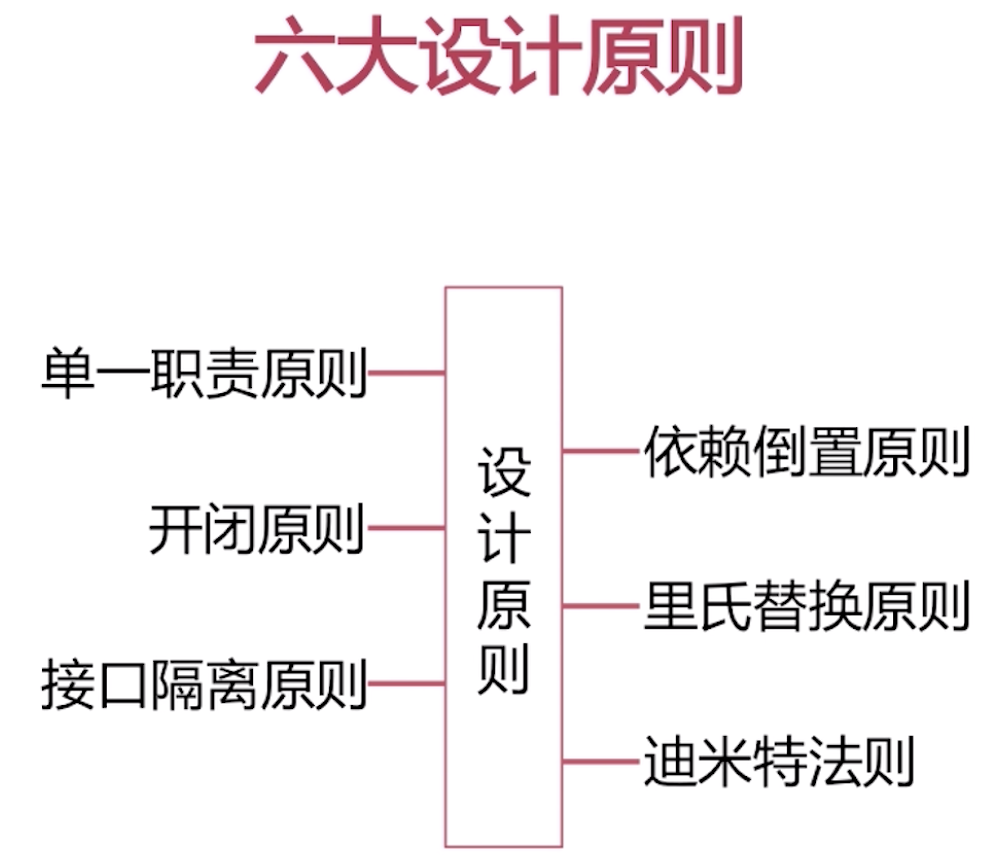 六大设计原则
单一职责原则
开闭原则
接口隔离原则
设计原则
依赖倒置原则
里氏替换原则
迪米特法则